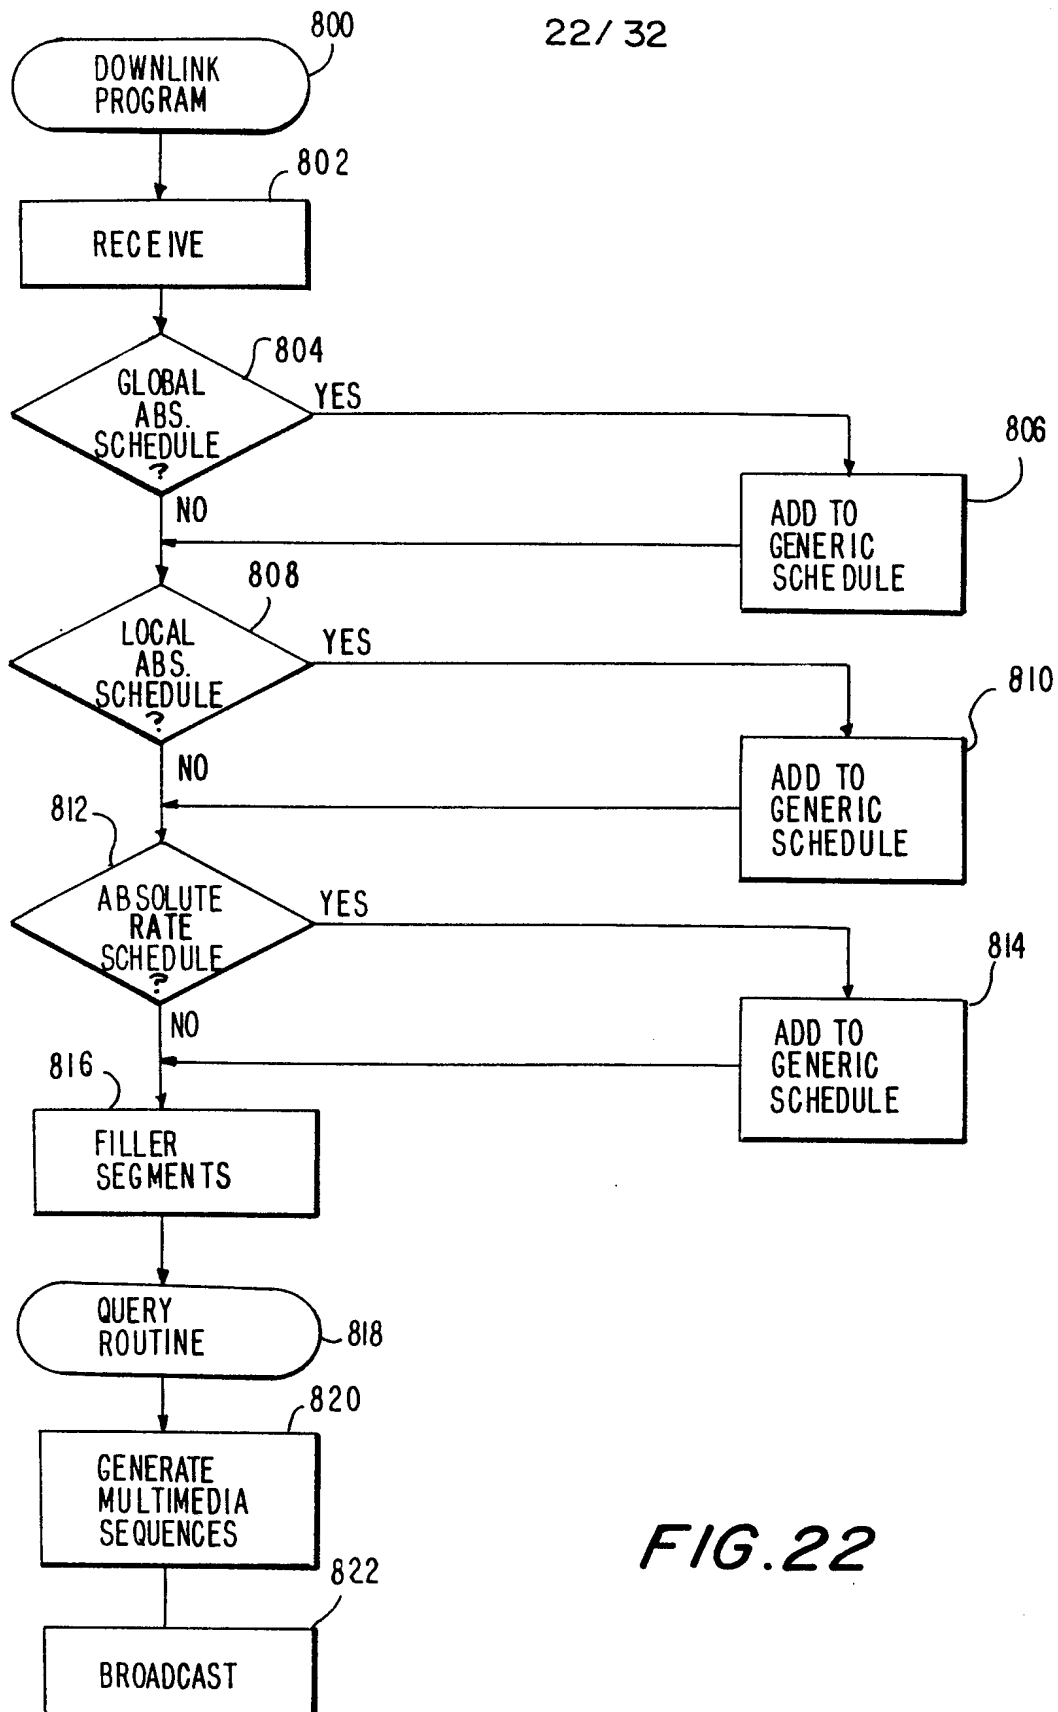 22/32
800
DOWNLINK
PROGRAM
802
RECEIVE
804
GLOBAL
ABS.
SCHEDULE
?
YES
NO
806
ADD TO
GENERIC
SCHEDULE
808
LOCAL
ABS.
SCHEDULE
?
YES
NO
810
ADD TO
GENERIC
SCHEDULE
812
ABSOLUTE
RATE
SCHEDULE
?
YES
NO
814
ADD TO
GENERIC
SCHEDULE
816
FILLER
SEGMENTS
QUERY
ROUTINE
818
820
GENERATE
MULTIMEDIA
SEQUENCES
822
BROADCAST
FIG.22